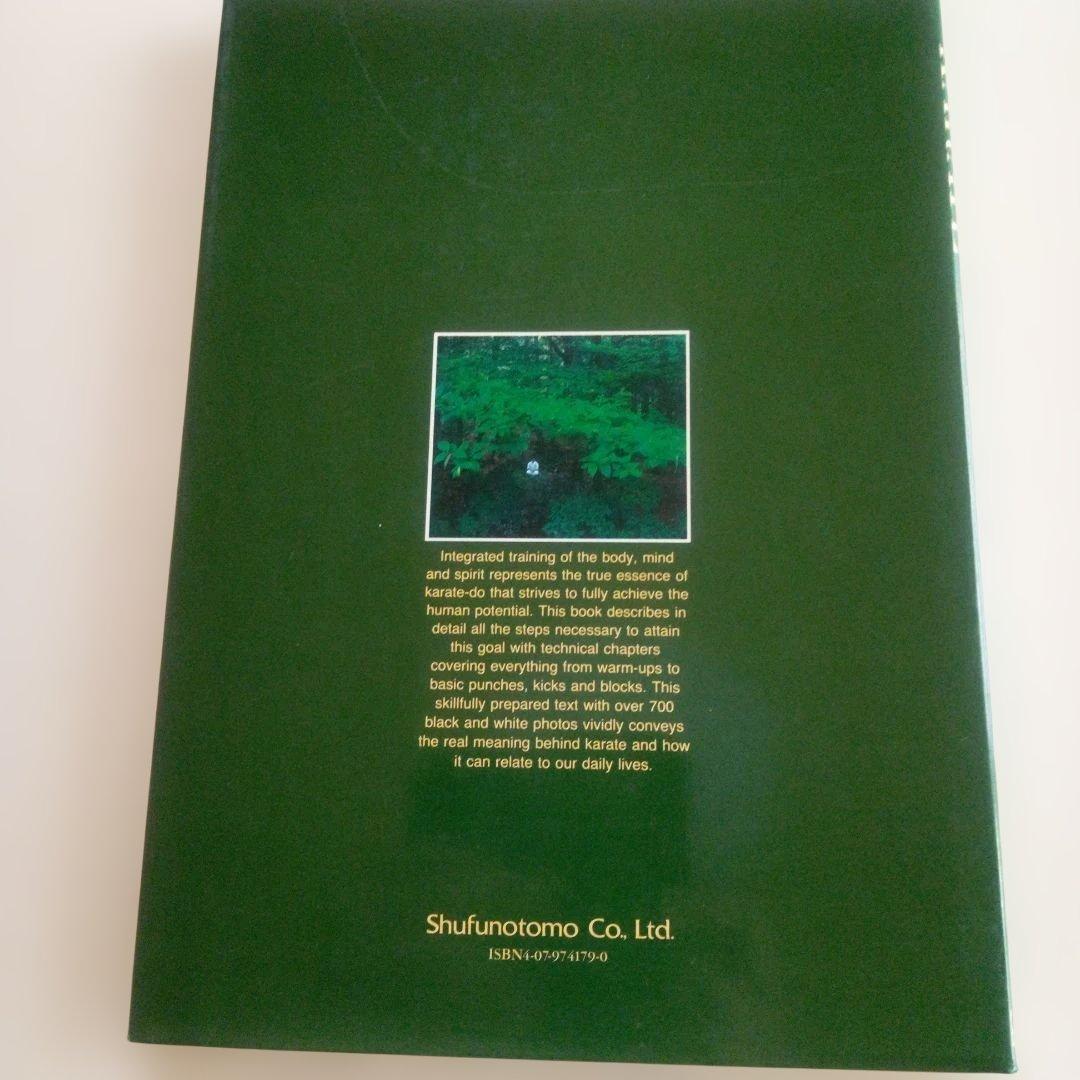 Integrated training of the body, mind
and spirit represents the true essence of
karate-do that strives to fully achieve the
human potential. This book describes in
detail all the steps necessary to attain
this goal with technical chapters
covering everything from warm-ups to
basic punches, kicks and blocks. This
skillfully prepared text with over 700
black and white photos vividly conveys
the real meaning behind karate and how
it can relate to our daily lives.
Shufunotomo Co., Ltd.
ISBN4-07-974179-0